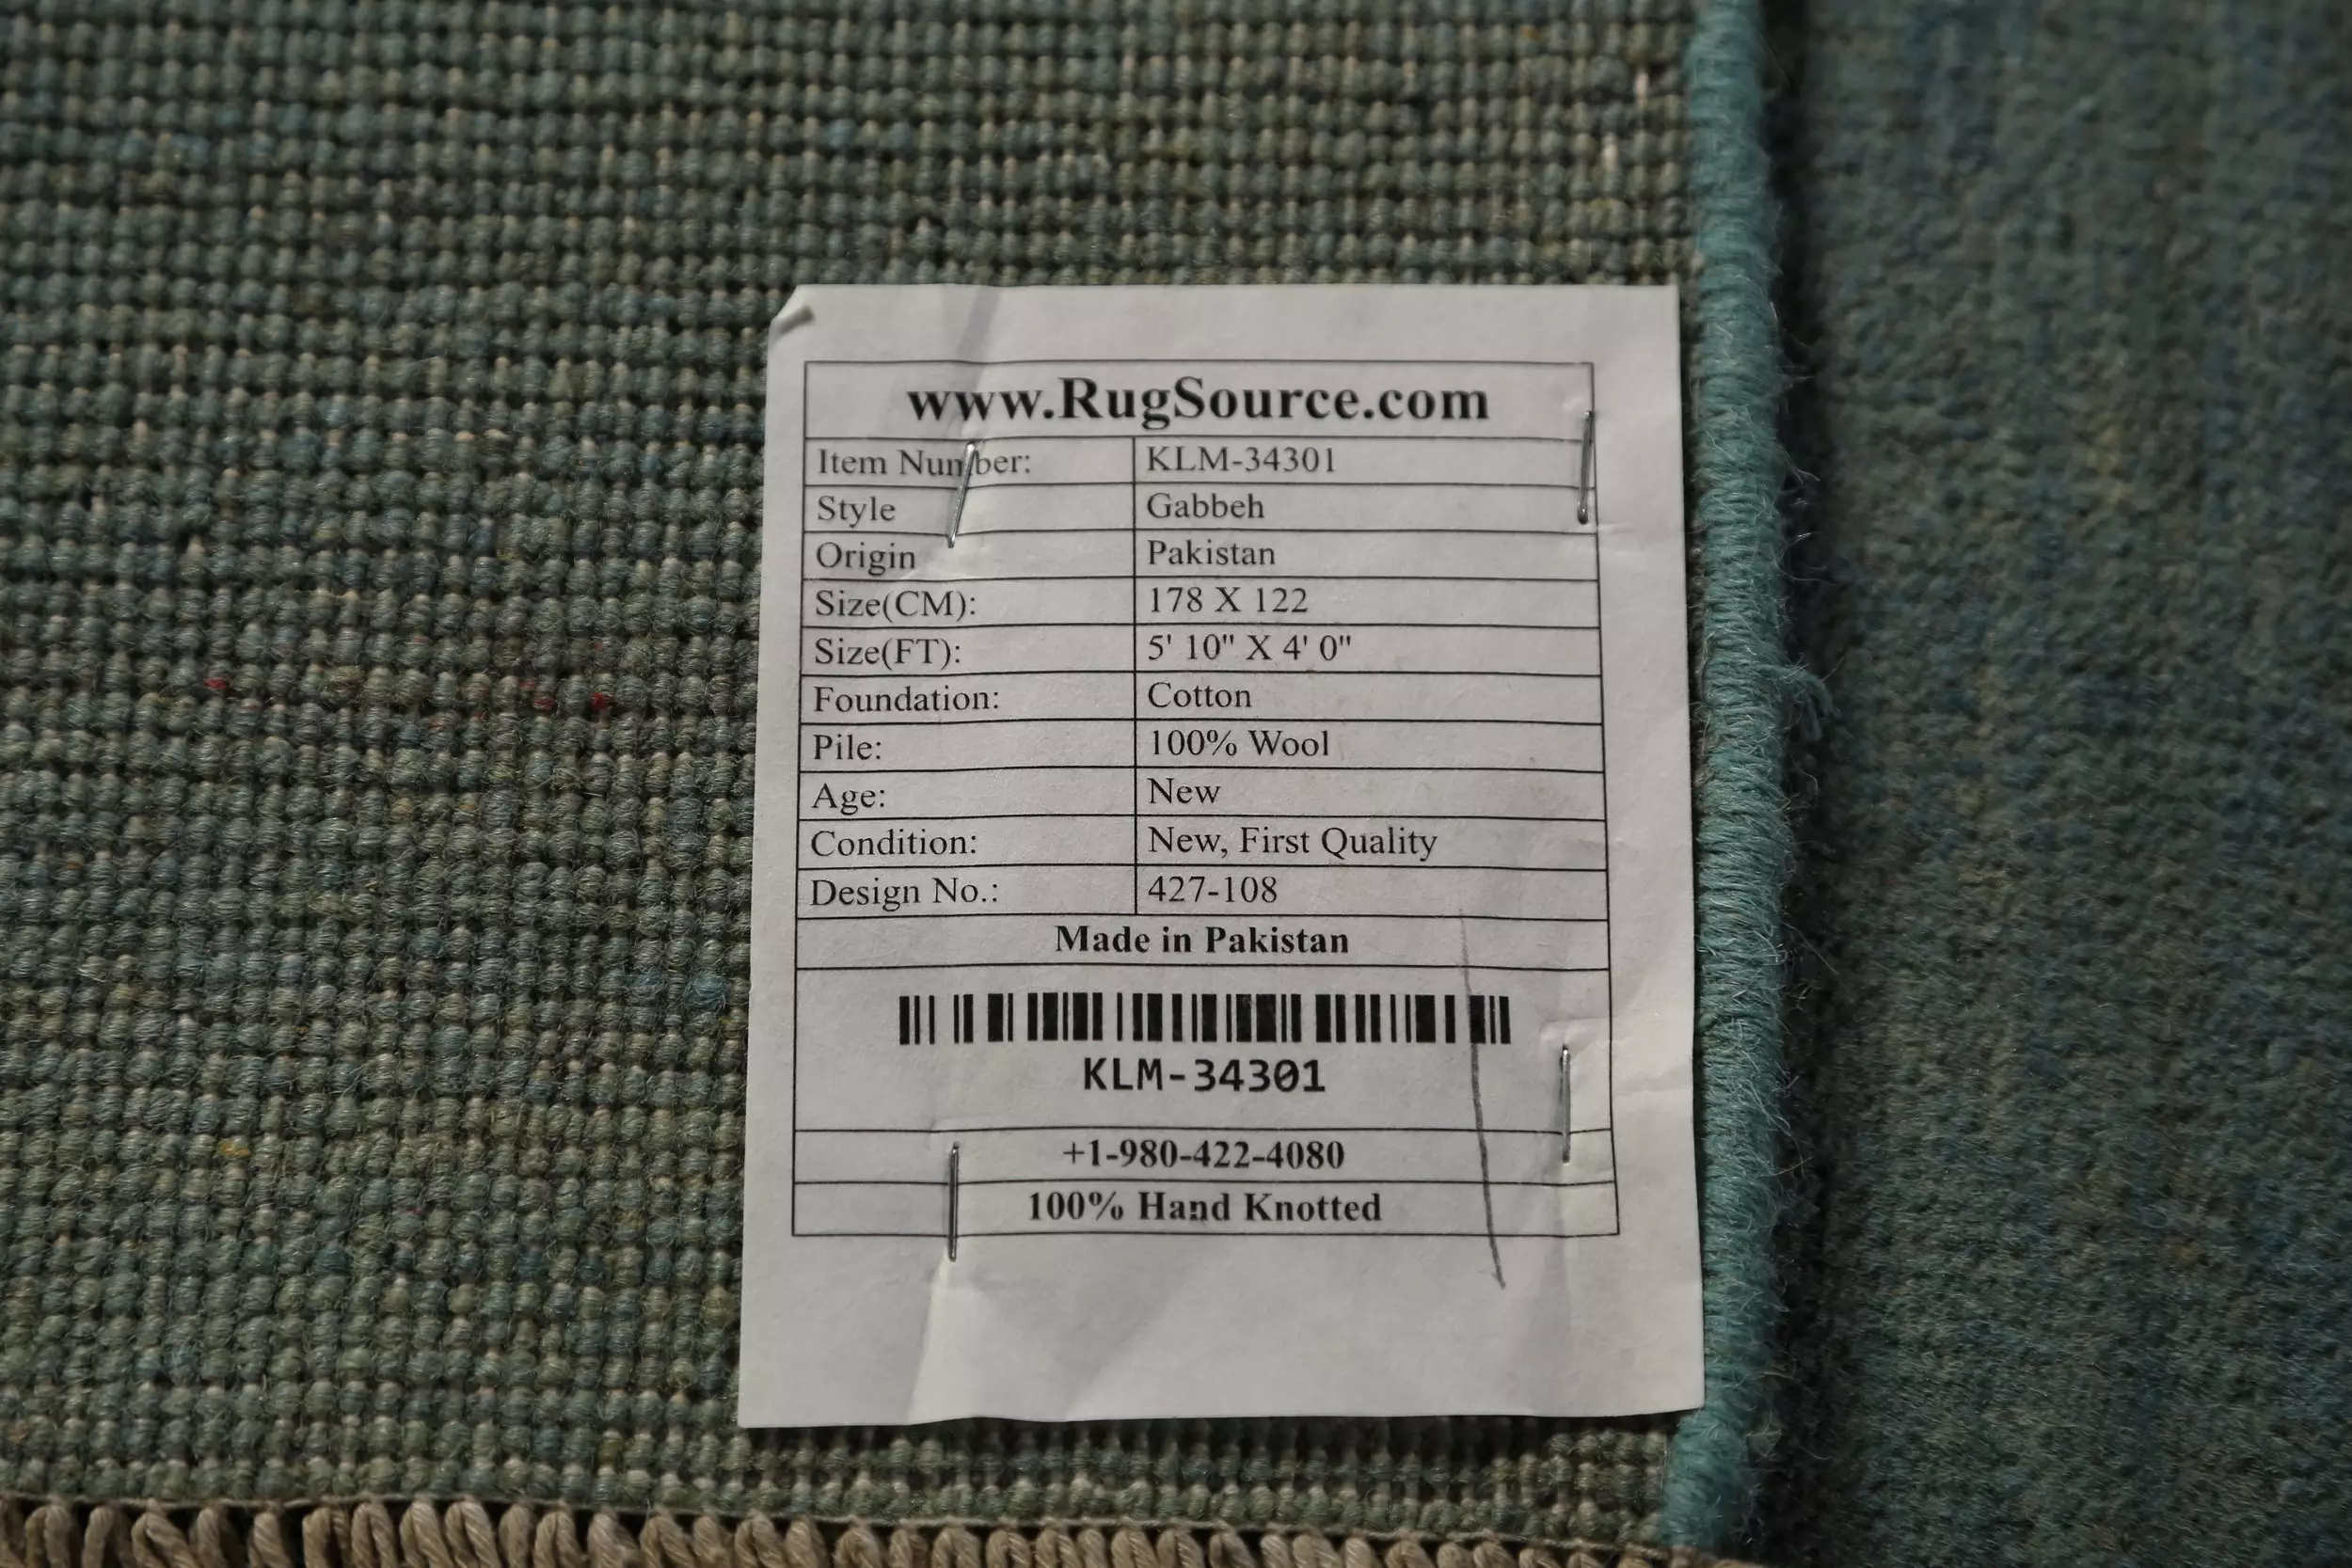 www.RugSource.com
Item Number: KLM-34301
Style Gabbeh
Origin Pakistan
Size(CM): 178 X 122
Size(FT): 5' 10" X 4' 0"
Foundation: Cotton
Pile: 100% Wool
Age: New
Condition: New, First Quality
Design No.: 427-108
Made in Pakistan
KLM-34301
+1-980-422-4080
100% Hand Knotted